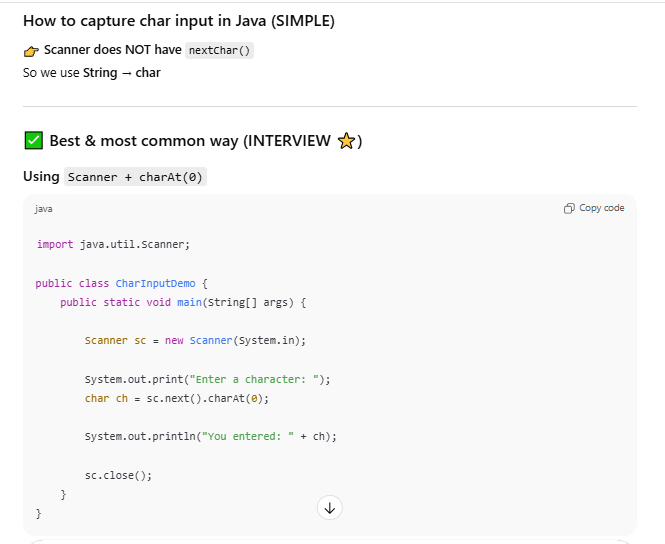 How to capture char input in Java (SIMPLE)
👉 Scanner does NOT have nextChar()
So we use String → char
✅ Best & most common way (INTERVIEW ⭐)
Using Scanner + charAt(0)
java
Copy code
import java.util.Scanner;
public class CharInputDemo {
    public static void main(String[] args) {
        Scanner sc = new Scanner(System.in);
        System.out.print("Enter a character: ");
        char ch = sc.next().charAt(0);
        System.out.println("You entered: " + ch);
        sc.close();
    }
}